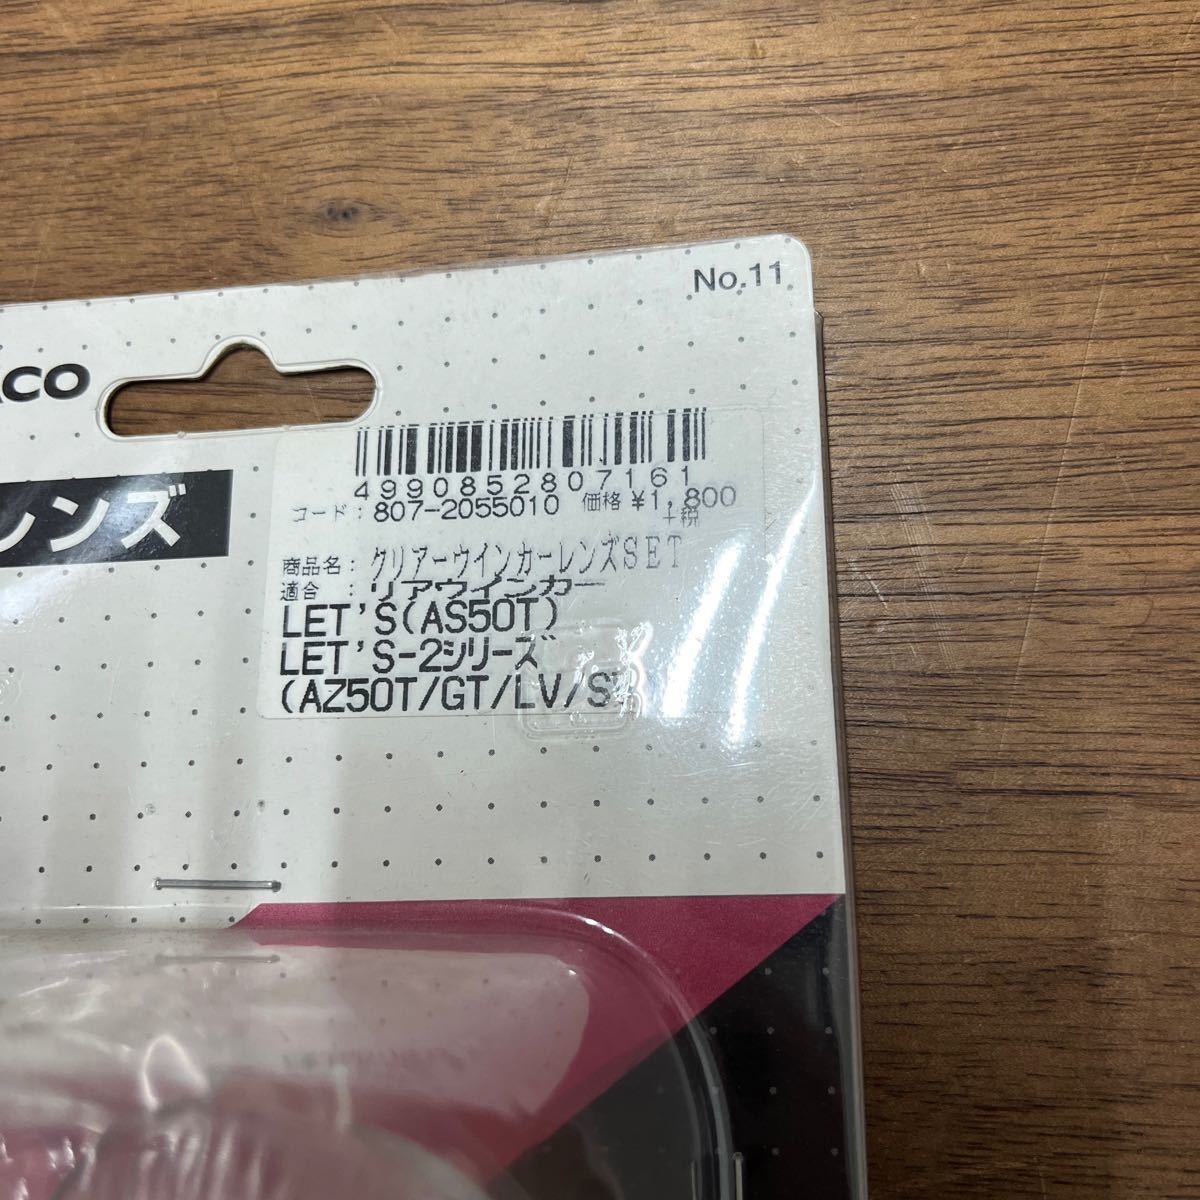 No.11
ACO
レンズ
4990852807161
コード: 807-2055010 価格 ¥1,800
+税
商品名: クリアーウインカーレンズSET
適合 : リアウインカー
LET'S(AS50T)
LET'S-2シリーズ
(AZ50T/GT/LV/ST